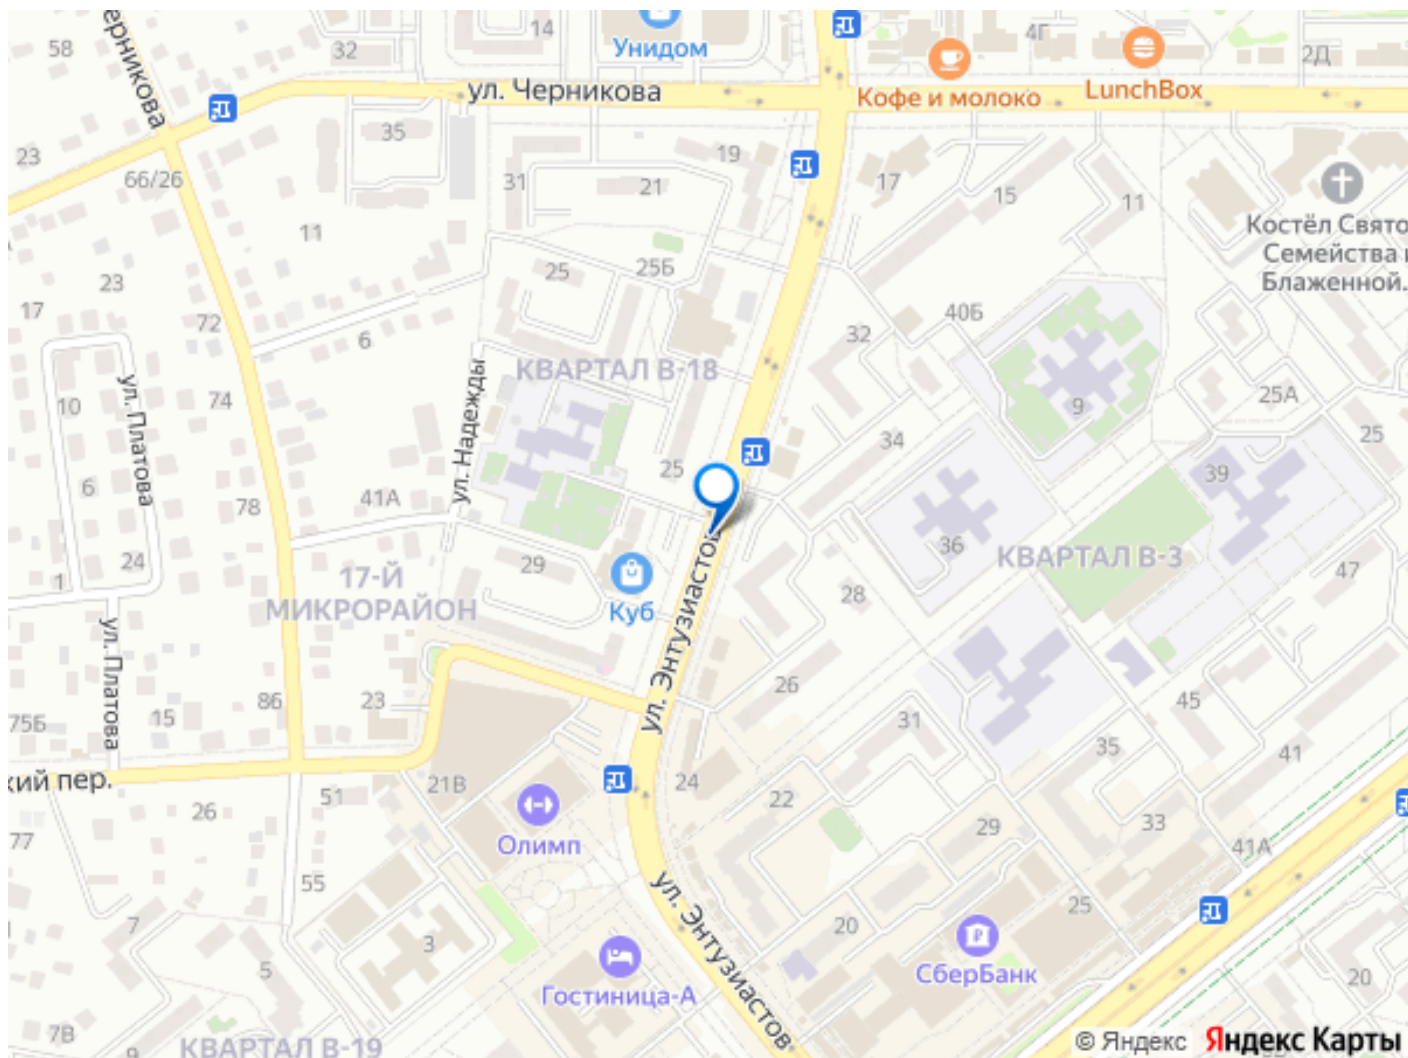 58
ерникова
32
14
Унидом
4Г
2Д
ул. Черникова
Кофе и молоко
LunchBox
23
66/26
35
31
21
19
17
15
11
Костёл Свято
Семейства и
Блаженной.
11
23
17
72
6
25
25Б
32
40Б
КВАРТАЛ В-18
ул. Надежды
ул. Платова
10
74
9
25А
25
34
6
78
41А
25
39
24
1
17-Й
МИКРОРАЙОН
29
Куб
ул. Энтузиастов
28
36
КВАРТАЛ В-3
47
ул. Платова
75Б
15
86
23
26
31
45
35
41
кий пер.
26
51
21В
24
22
Олимп
29
33
41А
77
55
ул. Энтузиастов
20
25
7
3
5
СберБанк
Гостиница-А
20
7В
9
КВАРТАЛ В-19
© Яндекс Яндекс Карты